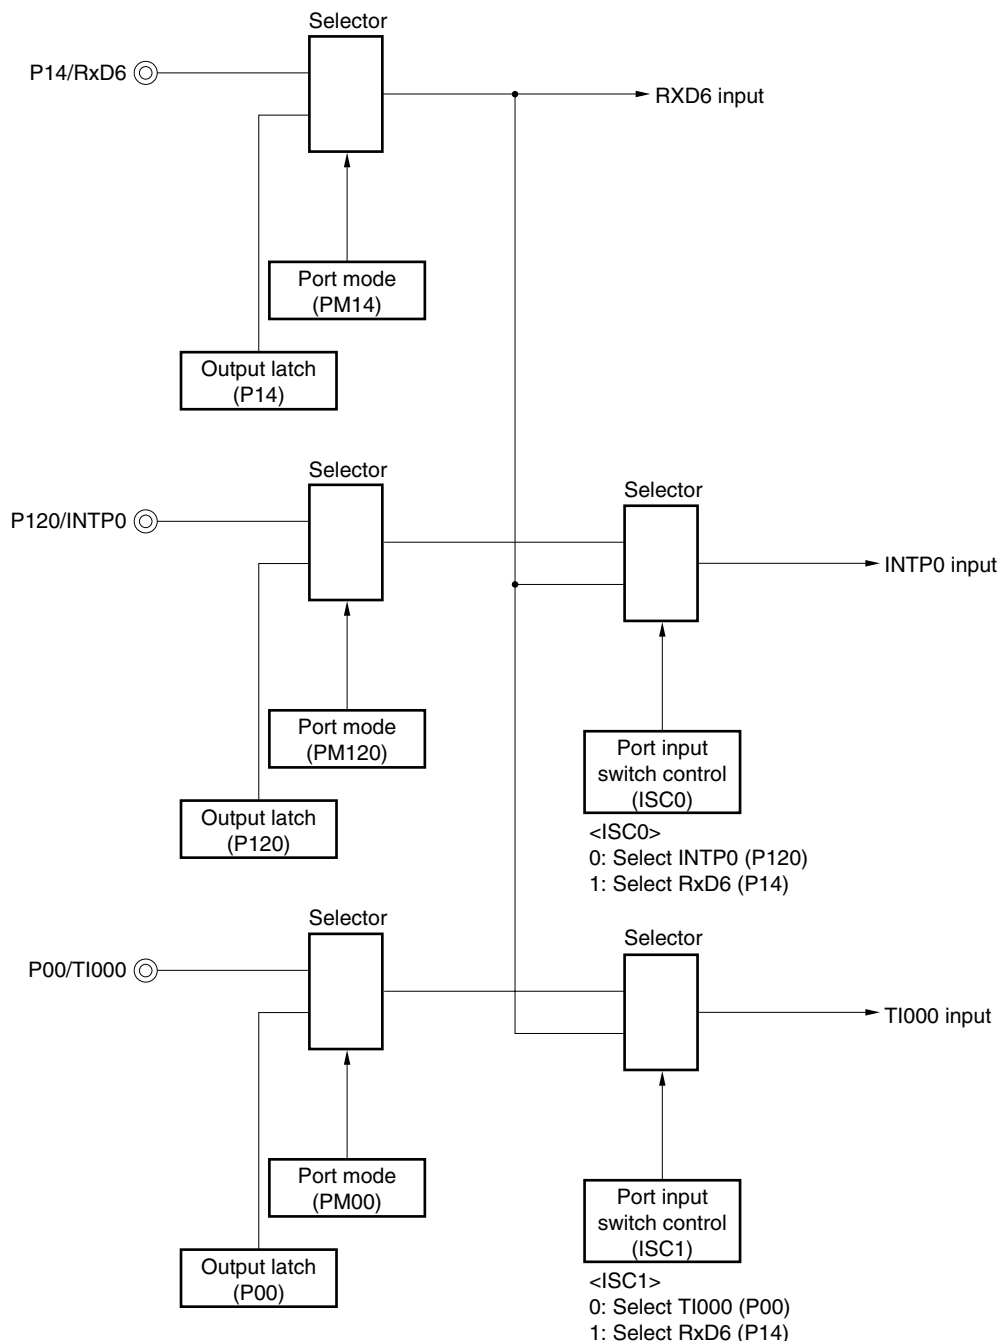 Selector
P14/RxD6
RXD6 input
Port mode
(PM14)
Output latch
(P14)
Selector
P120/INTP0
Selector
INTP0 input
Port mode
(PM120)
Output latch
(P120)
Port input
switch control
(ISC0)
<ISC0>
0: Select INTP0 (P120)
1: Select RxD6 (P14)
Selector
P00/TI000
Selector
TI000 input
Port mode
(PM00)
Output latch
(P00)
Port input
switch control
(ISC1)
<ISC1>
0: Select TI000 (P00)
1: Select RxD6 (P14)